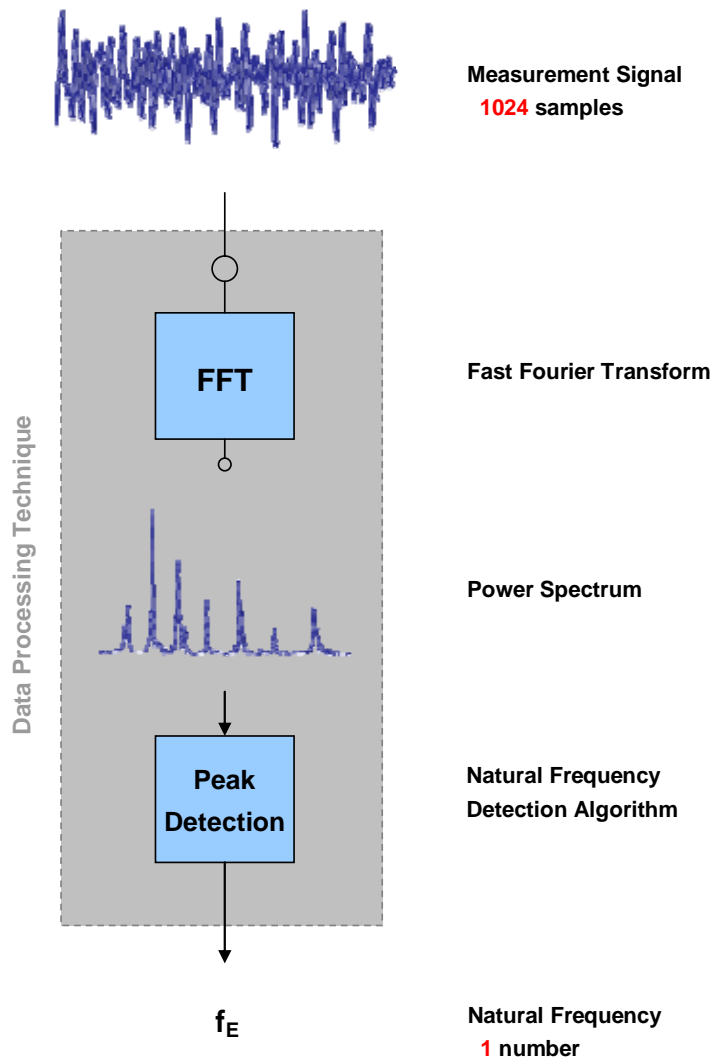 Measurement Signal
1024 samples
FFT
Fast Fourier Transform
Data Processing Technique
Power Spectrum
Peak
Detection
Natural Frequency
Detection Algorithm
f_E
Natural Frequency
1 number